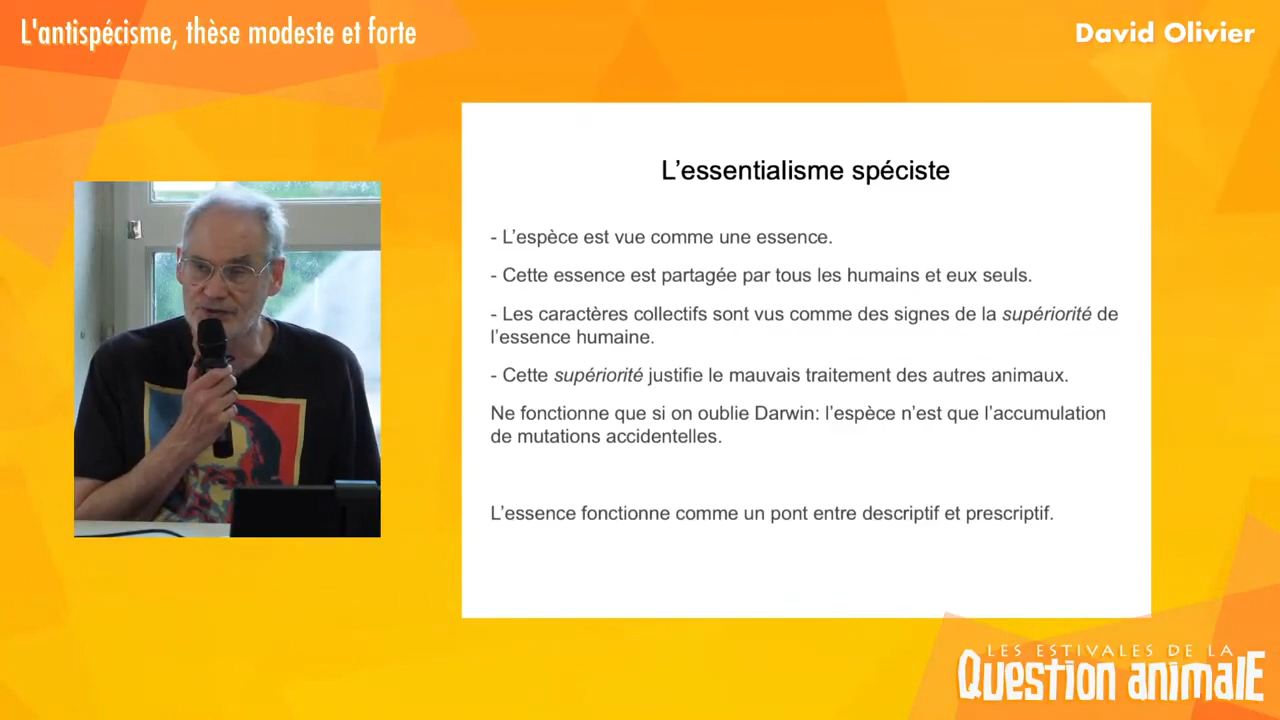 L'antispécisme, thèse modeste et forte
David Olivier
L’essentialisme spéciste
- L’espèce est vue comme une essence.
- Cette essence est partagée par tous les humains et eux seuls.
- Les caractères collectifs sont vus comme des signes de la supériorité de
l’essence humaine.
- Cette supériorité justifie le mauvais traitement des autres animaux.
Ne fonctionne que si on oublie Darwin: l’espèce n’est que l’accumulation
de mutations accidentelles.
L’essence fonctionne comme un pont entre descriptif et prescriptif.
LES ESTIVALES DE LA
QUESTION ANIMALE